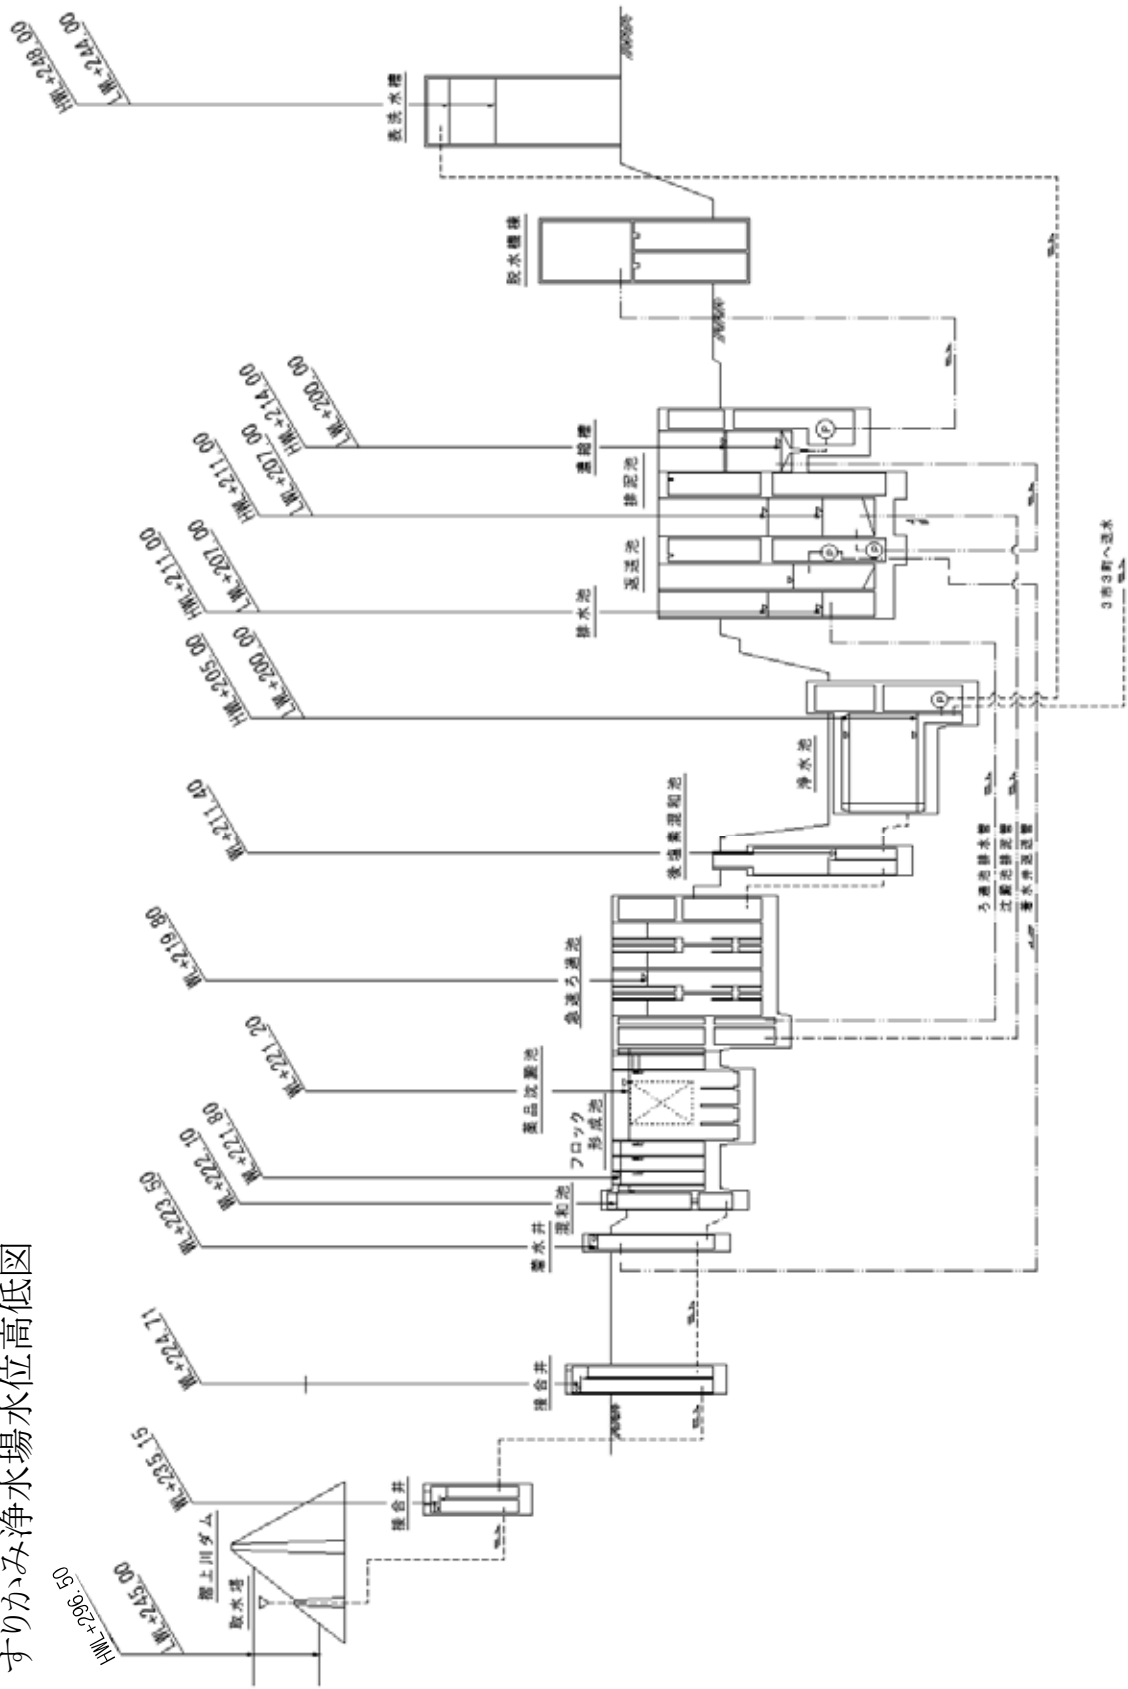 すりかみ浄水場水位高低図
HWL+296.50
LWL+245.00
取水塔
摺上川ダム
WL+235.15
接合井
WL+224.71
接合井
WL+223.50
着水井
WL+222.10
混和池
WL+221.80
フロック
形成池
WL+221.20
薬品沈澱池
WL+219.80
急速ろ過池
WL+211.40
後塩素混和池
HWL+205.00
LWL+200.00
浄水池
HWL+211.00
LWL+207.00
排水池
返送池
HWL+211.00
LWL+207.00
排泥池
HWL+214.00
LWL+200.00
濃縮槽
脱水機棟
HWL+248.00
LWL+244.00
表洗水槽
ろ過池排水管
沈澱池排泥管
着水井返送管
3市3町へ送水
P
P
P
P